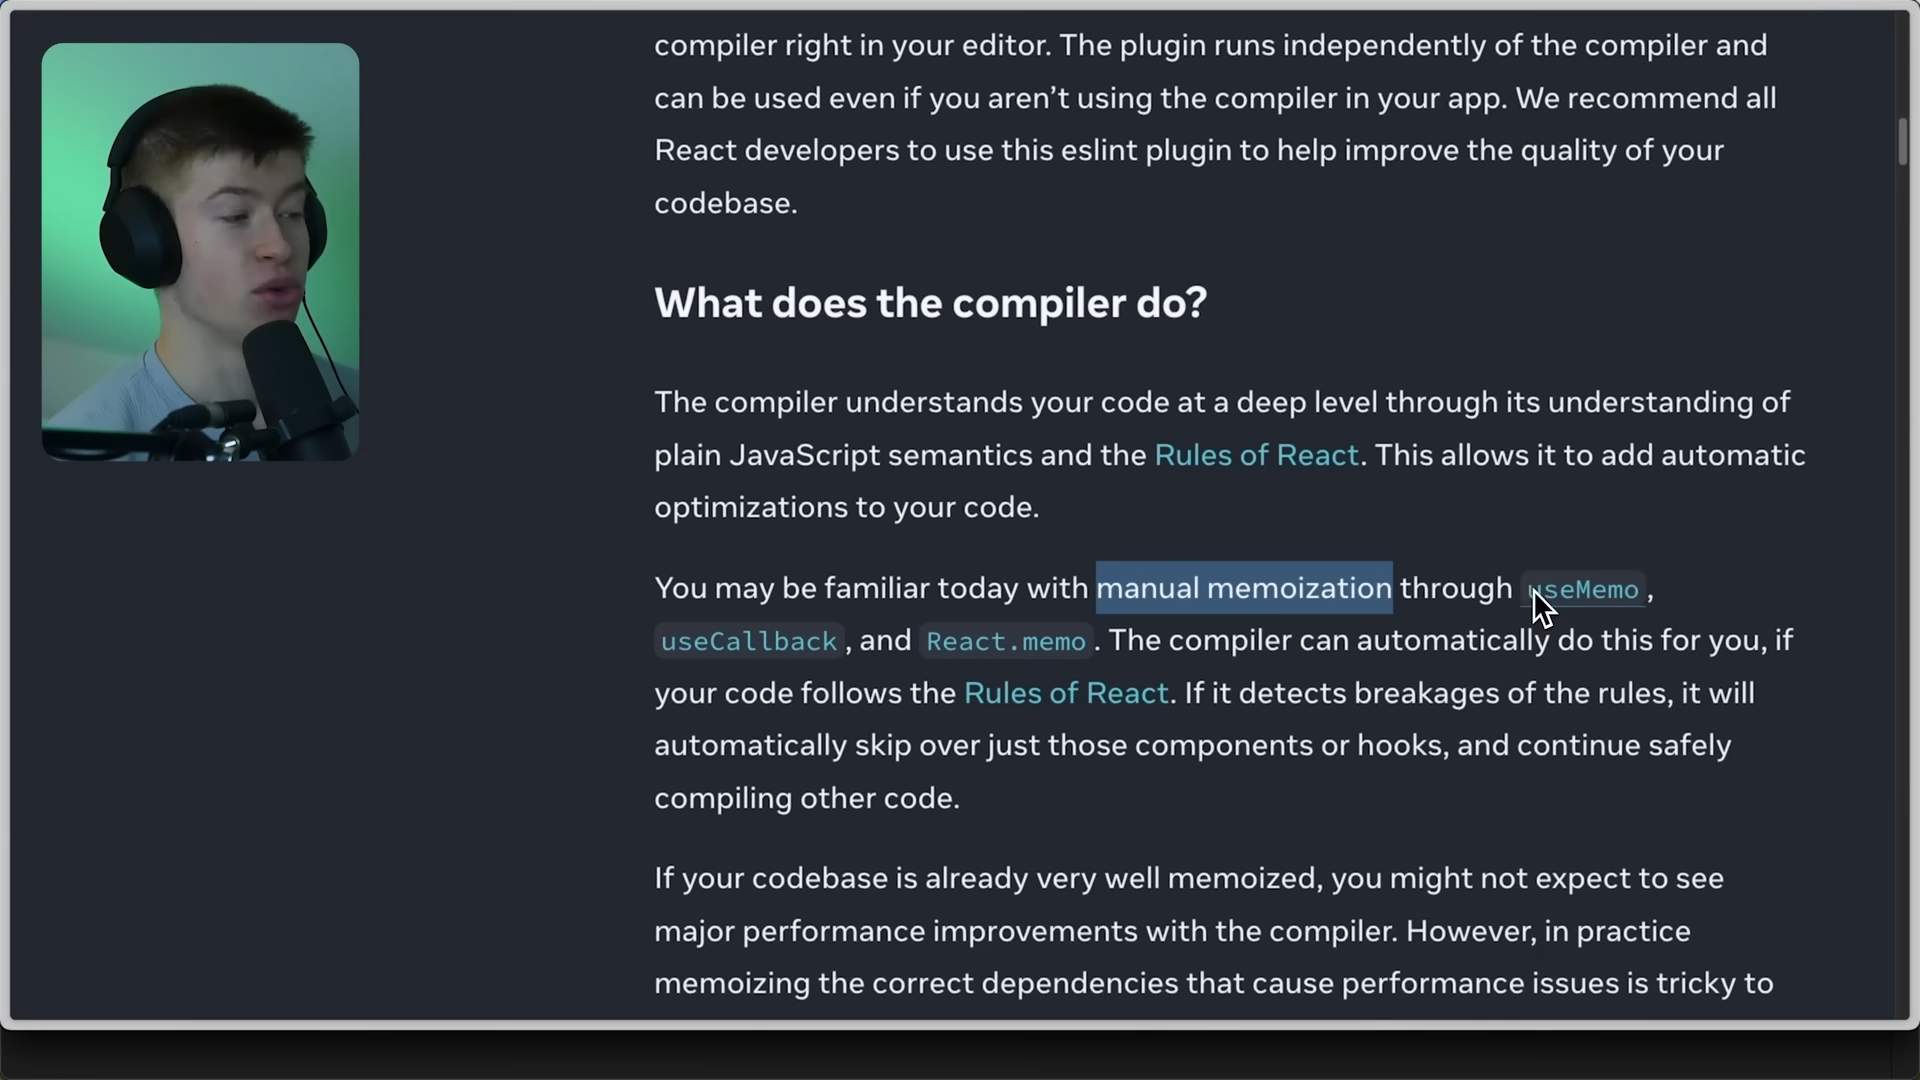 compiler right in your editor. The plugin runs independently of the compiler and
can be used even if you aren’t using the compiler in your app. We recommend all
React developers to use this eslint plugin to help improve the quality of your
codebase.
What does the compiler do?
The compiler understands your code at a deep level through its understanding of
plain JavaScript semantics and the Rules of React. This allows it to add automatic
optimizations to your code.
You may be familiar today with manual memoization through useMemo,
useCallback, and React.memo. The compiler can automatically do this for you, if
your code follows the Rules of React. If it detects breakages of the rules, it will
automatically skip over just those components or hooks, and continue safely
compiling other code.
If your codebase is already very well memoized, you might not expect to see
major performance improvements with the compiler. However, in practice
memoizing the correct dependencies that cause performance issues is tricky to